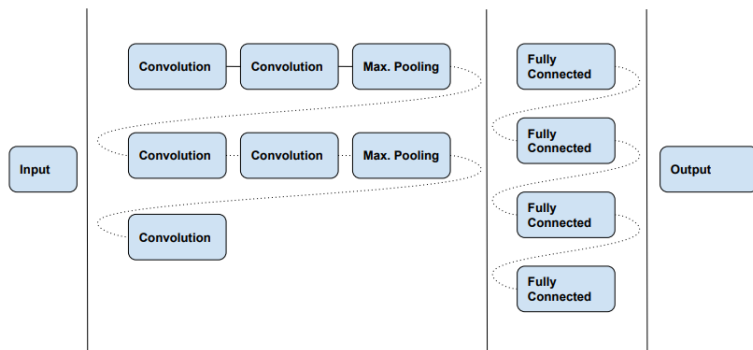 Input
Convolution
Convolution
Max. Pooling
Convolution
Convolution
Max. Pooling
Convolution
Fully
Connected
Fully
Connected
Fully
Connected
Fully
Connected
Output